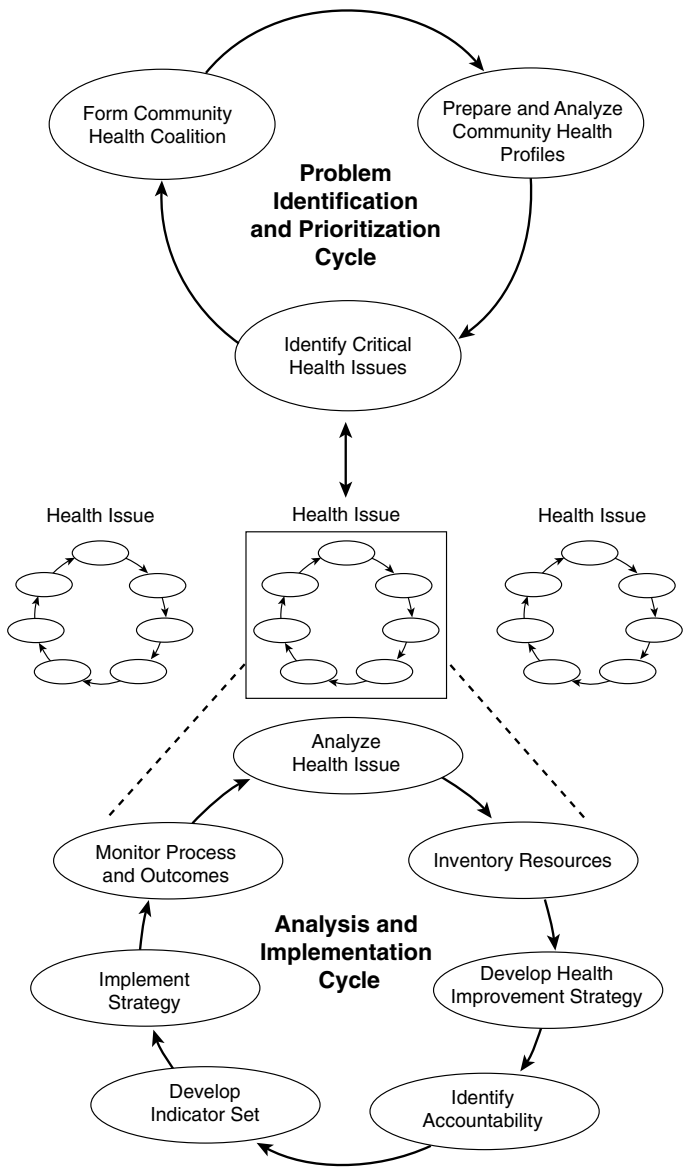 Form Community
Health Coalition
Prepare and Analyze
Community Health
Profiles
Problem
Identification
and Prioritization
Cycle
Identify Critical
Health Issues
Health Issue
Health Issue
Health Issue
Analyze
Health Issue
Monitor Process
and Outcomes
Inventory Resources
Analysis and
Implementation
Cycle
Implement
Strategy
Develop Health
Improvement Strategy
Develop
Indicator Set
Identify
Accountability